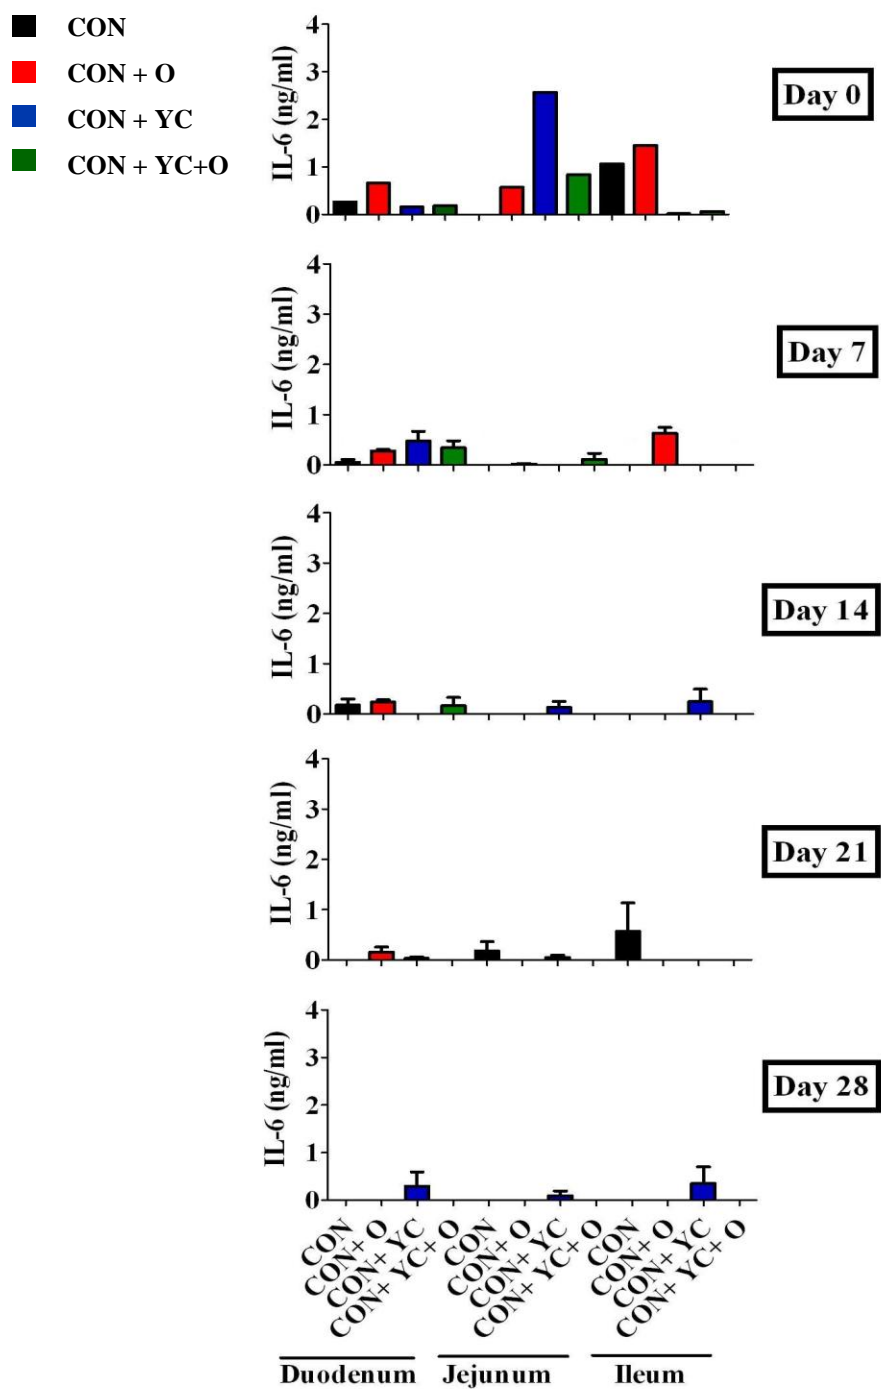 CON
CON + O
CON + YC
CON + YC+O
IL-6 (ng/ml)
4
3
2
1
0
Day 0
IL-6 (ng/ml)
4
3
2
1
0
Day 7
IL-6 (ng/ml)
4
3
2
1
0
Day 14
IL-6 (ng/ml)
4
3
2
1
0
Day 21
IL-6 (ng/ml)
4
3
2
1
0
Day 28
CON
CON+ O
CON+ YC
CON+ YC+ O
CON
CON+ O
CON+ YC
CON+ YC+ O
CON
CON+ O
CON+ YC
CON+ YC+ O
Duodenum
Jejunum
Ileum